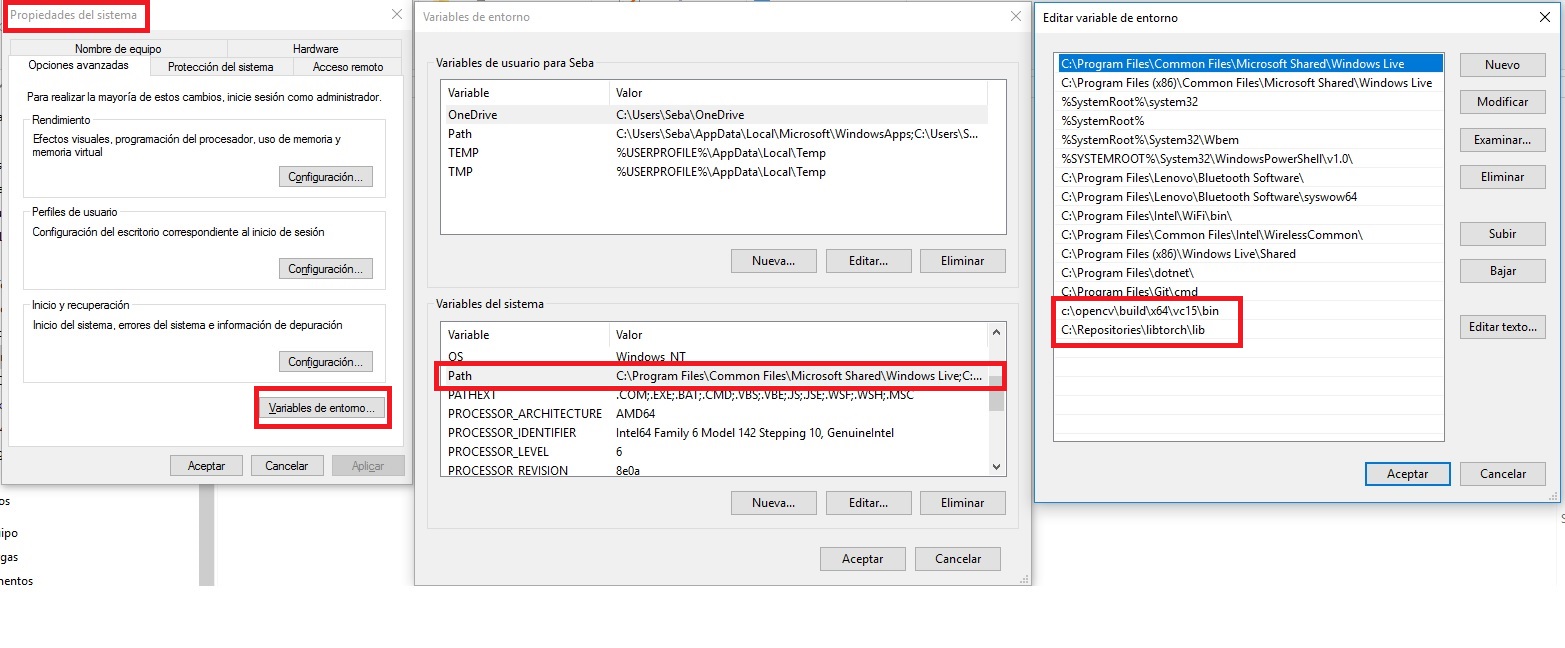 Propiedades del sistema
Nombre de equipo
Hardware
Opciones avanzadas
Protección del sistema
Acceso remoto
Para realizar la mayoría de estos cambios, inicie sesión como administrador.
Rendimiento
Efectos visuales, programación del procesador, uso de memoria y
memoria virtual
Configuración...
Perfiles de usuario
Configuración del escritorio correspondiente al inicio de sesión
Configuración...
Inicio y recuperación
Inicio del sistema, errores del sistema e información de depuración
Configuración...
Variables de entorno...
Aceptar
Cancelar
Aplicar
os
ipo
gas
mentos
Variables de entorno
Variables de usuario para Seba
Variable Valor
OneDrive C:\Users\Seba\OneDrive
Path C:\Users\Seba\AppData\Local\Microsoft\WindowsApps;C:\Users\S...
TEMP %USERPROFILE%\AppData\Local\Temp
TMP %USERPROFILE%\AppData\Local\Temp
Nueva...
Editar...
Eliminar
Variables del sistema
Variable Valor
OS Windows_NT
Path C:\Program Files\Common Files\Microsoft Shared\Windows Live;C:...
PATHEXT .COM;.EXE;.BAT;.CMD;.VBS;.VBE;.JS;.JSE;.WSF;.WSH;.MSC
PROCESSOR_ARCHITECTURE AMD64
PROCESSOR_IDENTIFIER Intel64 Family 6 Model 142 Stepping 10, GenuineIntel
PROCESSOR_LEVEL 6
PROCESSOR_REVISION 8e0a
Nueva...
Editar...
Eliminar
Aceptar
Cancelar
Editar variable de entorno
C:\Program Files\Common Files\Microsoft Shared\Windows Live
C:\Program Files (x86)\Common Files\Microsoft Shared\Windows Live
%SystemRoot%\system32
%SystemRoot%
%SystemRoot%\System32\Wbem
%SYSTEMROOT%\System32\WindowsPowerShell\v1.0\
C:\Program Files\Lenovo\Bluetooth Software\
C:\Program Files\Lenovo\Bluetooth Software\syswow64
C:\Program Files\Intel\WiFi\bin\
C:\Program Files\Common Files\Intel\WirelessCommon\
C:\Program Files (x86)\Windows Live\Shared
C:\Program Files\dotnet\
C:\Program Files\Git\cmd
c:\opencv\build\x64\vc15\bin
C:\Repositories\libtorch\lib
Nuevo
Modificar
Examinar...
Eliminar
Subir
Bajar
Editar texto...
Aceptar
Cancelar